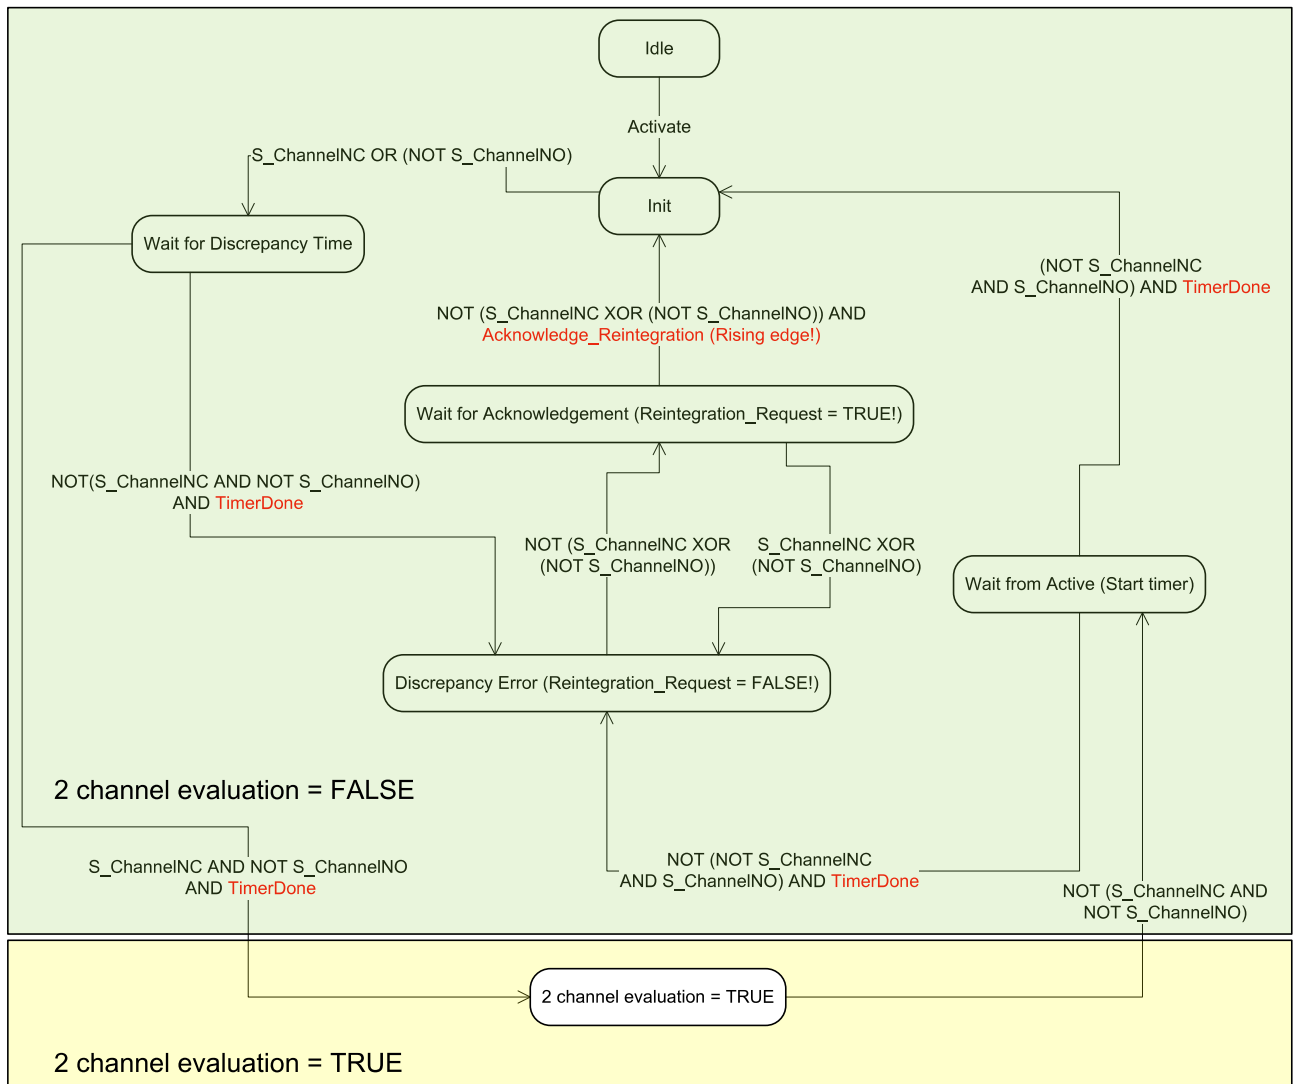 Idle
Activate
S_ChannelNC OR (NOT S_ChannelNO)
Init
Wait for Discrepancy Time
(NOT S_ChannelNC
AND S_ChannelNO) AND TimerDone
NOT (S_ChannelNC XOR (NOT S_ChannelNO)) AND
Acknowledge_Reintegration (Rising edge!)
Wait for Acknowledgement (Reintegration_Request = TRUE!)
NOT(S_ChannelNC AND NOT S_ChannelNO)
AND TimerDone
NOT (S_ChannelNC XOR
(NOT S_ChannelNO))
S_ChannelNC XOR
(NOT S_ChannelNO)
Wait from Active (Start timer)
Discrepancy Error (Reintegration_Request = FALSE!)
2 channel evaluation = FALSE
S_ChannelNC AND NOT S_ChannelNO
AND TimerDone
NOT (NOT S_ChannelNC
AND S_ChannelNO) AND TimerDone
NOT (S_ChannelNC AND
NOT S_ChannelNO)
2 channel evaluation = TRUE
2 channel evaluation = TRUE